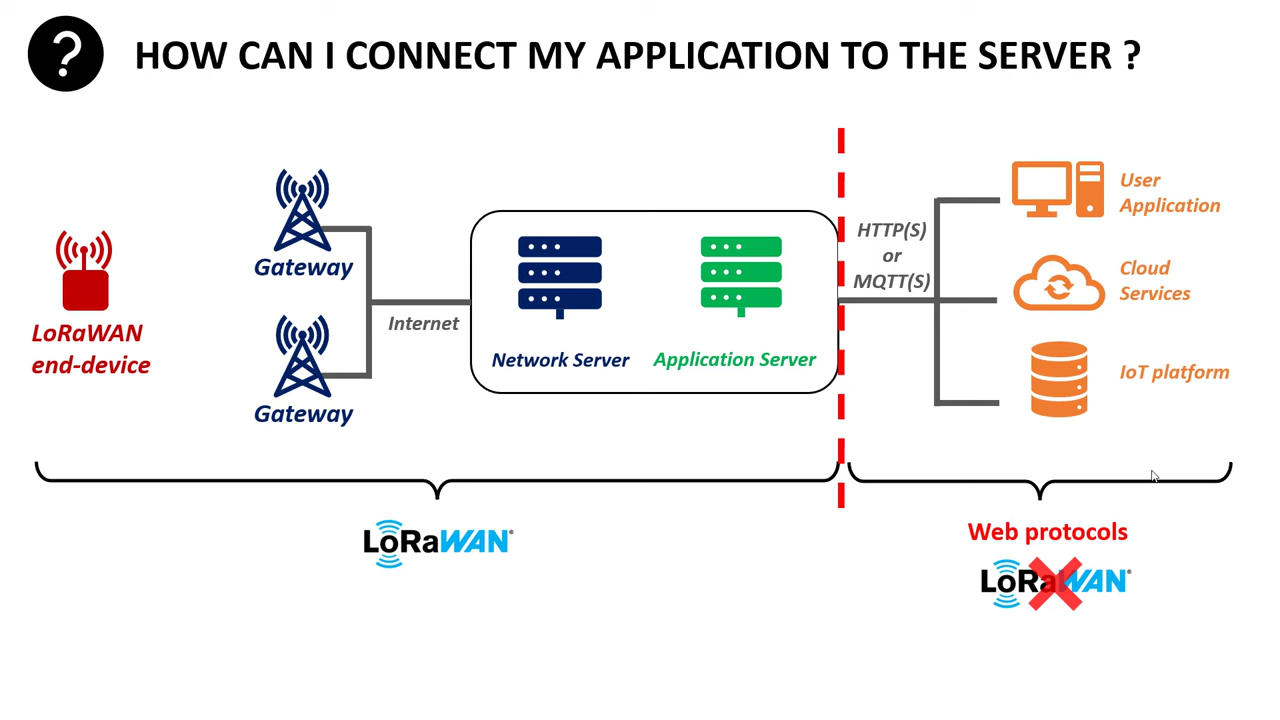 ?
HOW CAN I CONNECT MY APPLICATION TO THE SERVER ?
LoRaWAN
end-device
Gateway
Gateway
Internet
Network Server
Application Server
HTTP(S)
or
MQTT(S)
User
Application
Cloud
Services
IoT platform
LoRaWAN®
Web protocols
LoRaWAN®